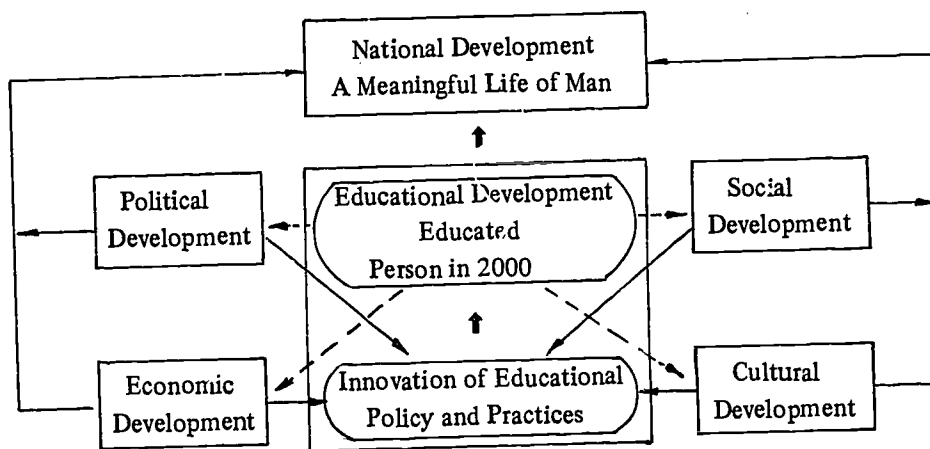 National Development
A Meaningful Life of Man
Political
Development
Educational Development
Educated
Person in 2000
Social
Development
Economic
Development
Innovation of Educational
Policy and Practices
Cultural
Development